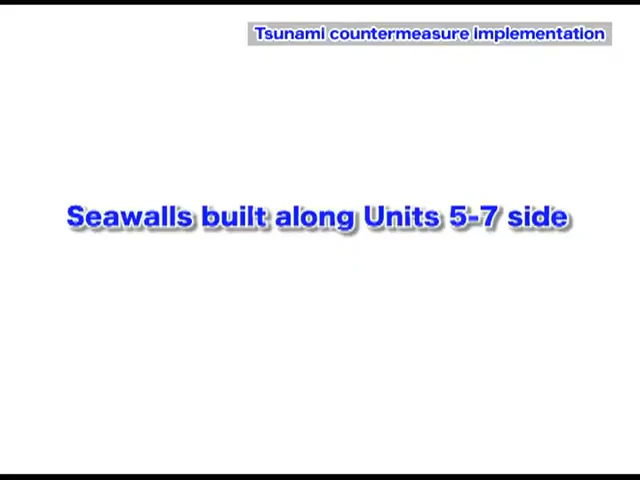 Tsunami countermeasure implementation
Seawalls built along Units 5-7 side